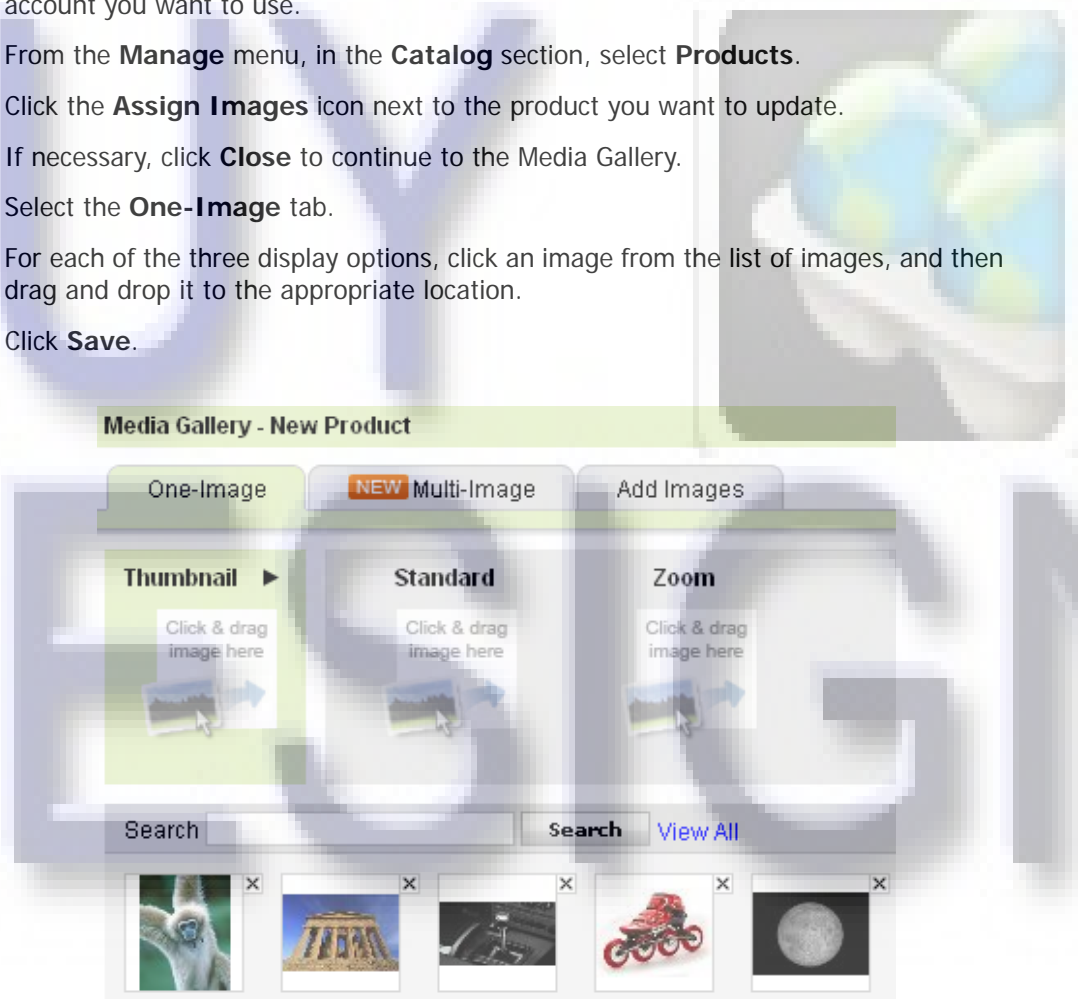 account you want to use.
From the Manage menu, in the Catalog section, select Products.
Click the Assign Images icon next to the product you want to update.
If necessary, click Close to continue to the Media Gallery.
Select the One-Image tab.
For each of the three display options, click an image from the list of images, and then
drag and drop it to the appropriate location.
Click Save.
UY
Media Gallery - New Product
One-Image NEW Multi-Image Add Images
ESIGN
Thumbnail Standard Zoom
Click & drag Click & drag Click & drag
image here image here image here
Search Search View All